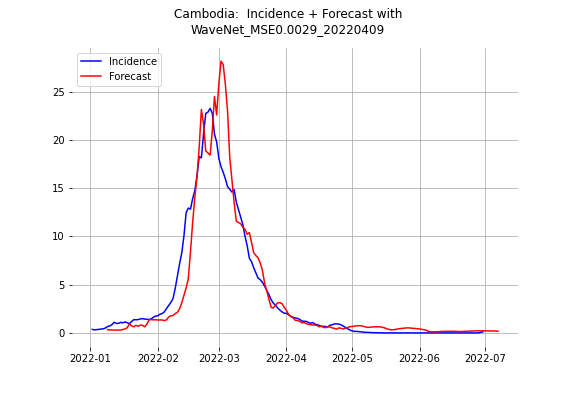 Cambodia:  Incidence + Forecast with
WaveNet_MSE0.0029_20220409
Incidence
Forecast
25
20
15
10
5
0
2022-01 2022-02 2022-03 2022-04 2022-05 2022-06 2022-07